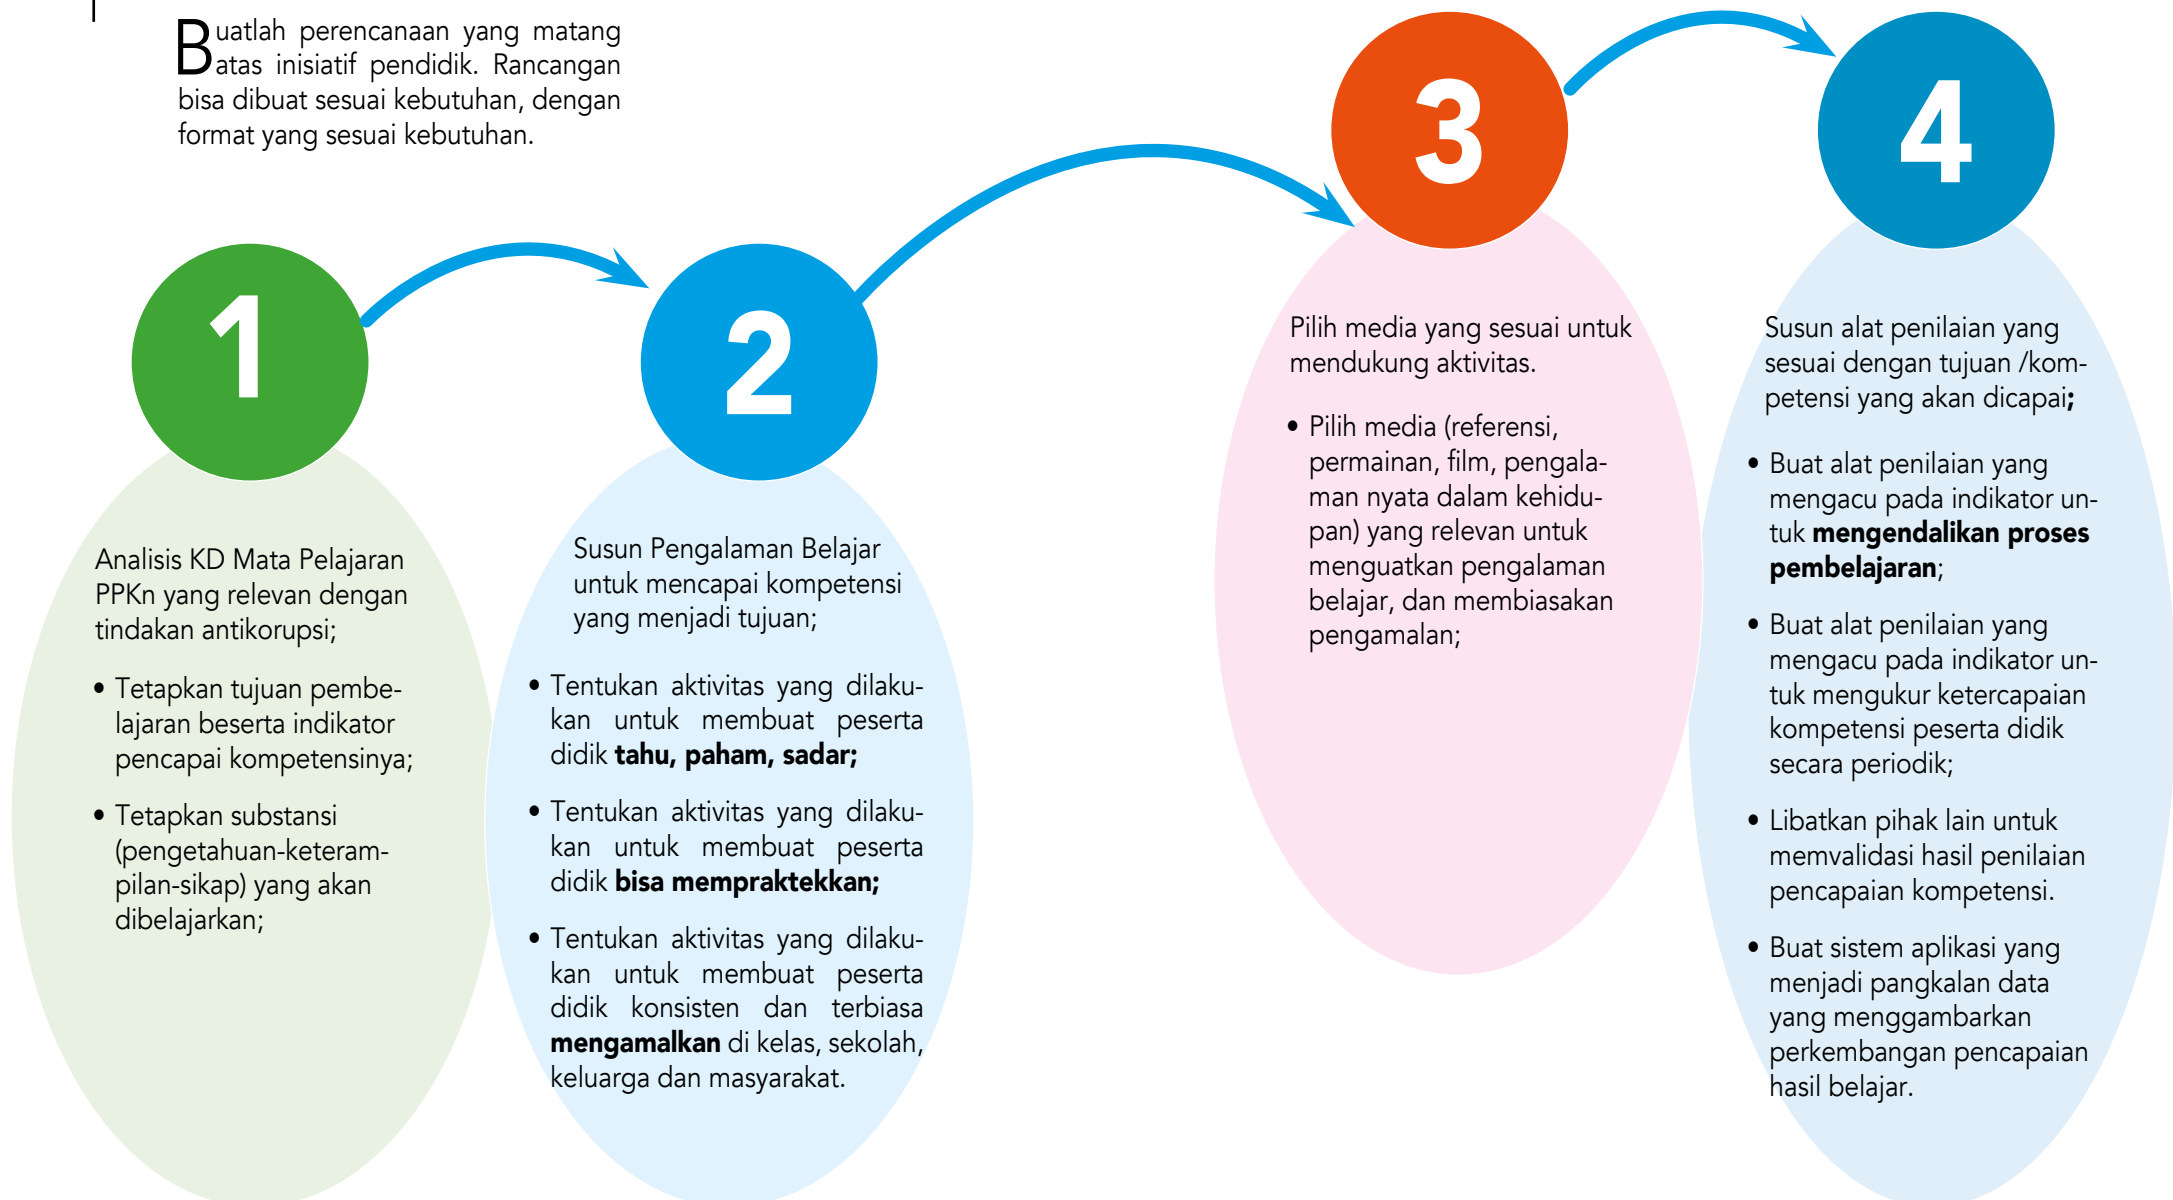 Buatlah perencanaan yang matang
atas inisiatif pendidik. Rancangan
bisa dibuat sesuai kebutuhan, dengan
format yang sesuai kebutuhan.
1
Analisis KD Mata Pelajaran
PPKn yang relevan dengan
tindakan antikorupsi;
• Tetapkan tujuan pembe-
lajaran beserta indikator
pencapai kompetensinya;
• Tetapkan substansi
(pengetahuan-keteram-
pilan-sikap) yang akan
dibelajarkan;
2
Susun Pengalaman Belajar
untuk mencapai kompetensi
yang menjadi tujuan;
• Tentukan aktivitas yang dilaku-
kan untuk membuat peserta
didik tahu, paham, sadar;
• Tentukan aktivitas yang dilaku-
kan untuk membuat peserta
didik bisa mempraktekkan;
• Tentukan aktivitas yang dilaku-
kan untuk membuat peserta
didik konsisten dan terbiasa
mengamalkan di kelas, sekolah,
keluarga dan masyarakat.
3
Pilih media yang sesuai untuk
mendukung aktivitas.
• Pilih media (referensi,
permainan, film, pengala-
man nyata dalam kehidu-
pan) yang relevan untuk
menguatkan pengalaman
belajar, dan membiasakan
pengamalan;
4
Susun alat penilaian yang
sesuai dengan tujuan /kom-
petensi yang akan dicapai;
• Buat alat penilaian yang
mengacu pada indikator un-
tuk mengendalikan proses
pembelajaran;
• Buat alat penilaian yang
mengacu pada indikator un-
tuk mengukur ketercapaian
kompetensi peserta didik
secara periodik;
• Libatkan pihak lain untuk
memvalidasi hasil penilaian
pencapaian kompetensi.
• Buat sistem aplikasi yang
menjadi pangkalan data
yang menggambarkan
perkembangan pencapaian
hasil belajar.